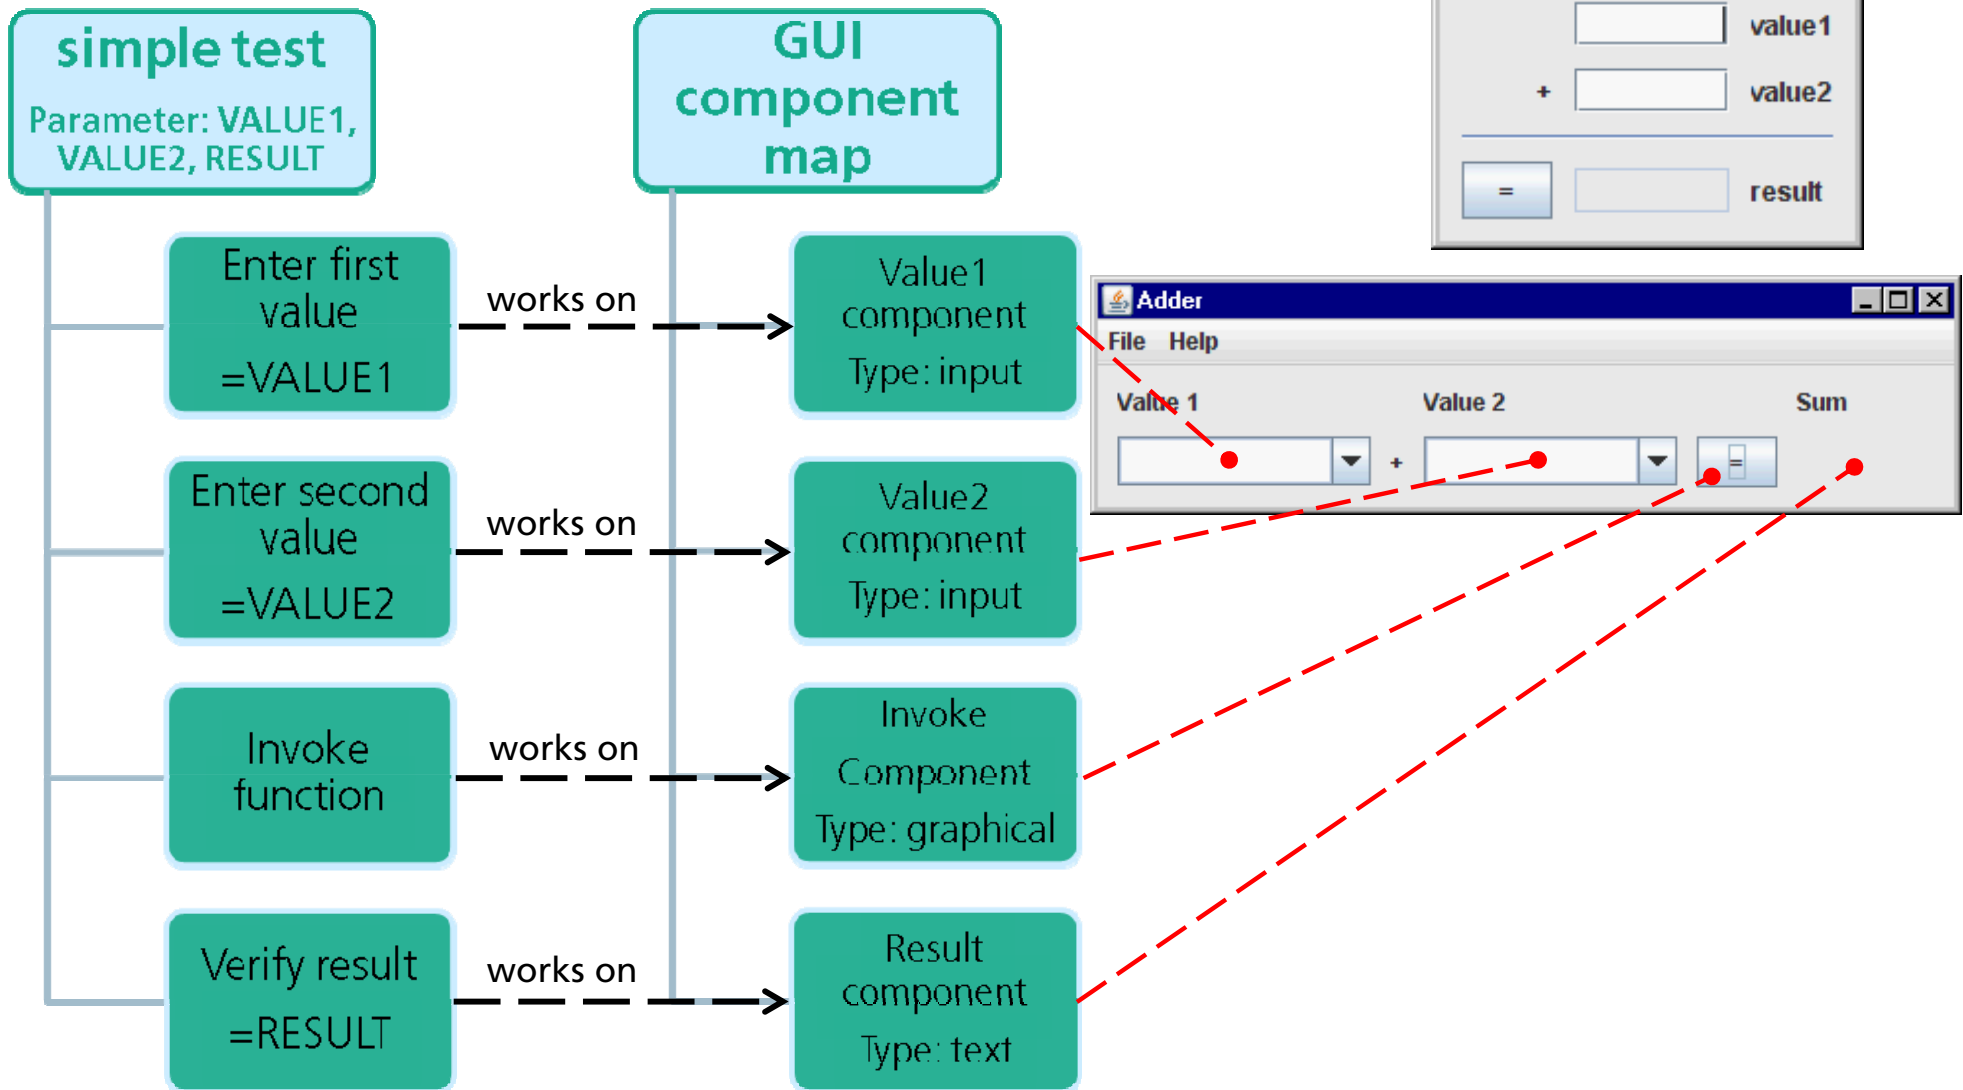 simple test
Parameter: VALUE1,
VALUE2, RESULT
Enter first
value
=VALUE1
Enter second
value
=VALUE2
Invoke
function
Verify result
=RESULT
works on
works on
works on
works on
GUI
component
map
Value1
component
Type: input
Value2
component
Type: input
Invoke
Component
Type: graphical
Result
component
Type: text
value1
+ value2
= result
Adder
File Help
Value 1 Value 2 Sum
+ =